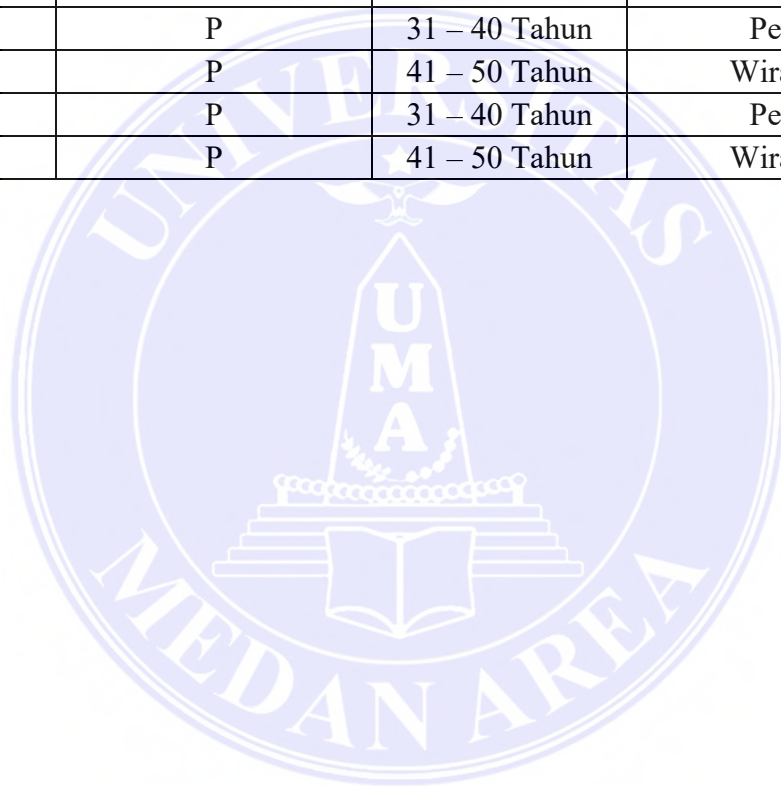 P 31 – 40 Tahun Pe
P 41 – 50 Tahun Wira
P 31 – 40 Tahun Pe
P 41 – 50 Tahun Wira
UNIVERSITAS
UMA
MEDAN AREA